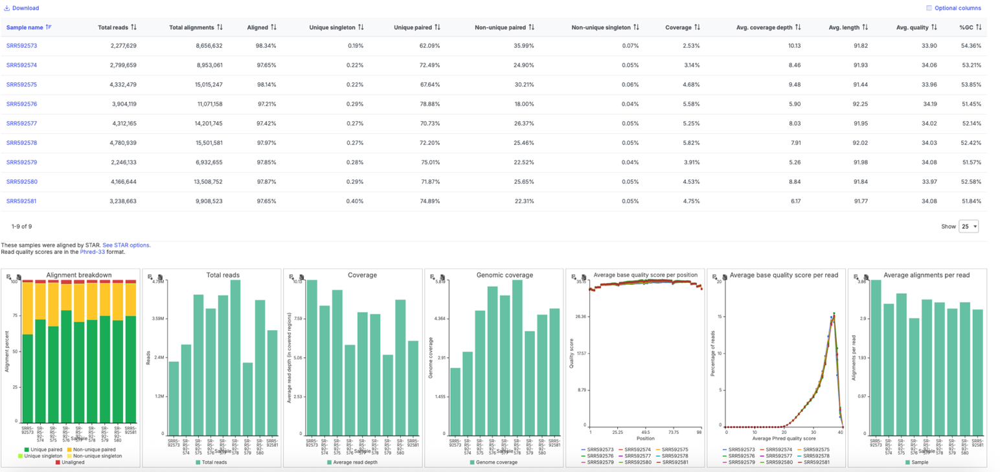 Download
Optional columns
Sample name Total reads Total alignments Aligned Unique singleton Unique paired Non-unique paired Non-unique singleton Coverage Avg. coverage depth Avg. length Avg. quality %GC
SRR592573 2,277,629 8,656,632 98.34% 0.19% 62.09% 35.99% 0.07% 2.53% 10.13 91.82 33.90 54.36%
SRR592574 2,799,659 8,953,061 97.65% 0.22% 72.49% 24.90% 0.05% 3.14% 8.46 91.93 34.06 53.21%
SRR592575 4,332,479 15,015,247 98.14% 0.22% 67.64% 30.21% 0.06% 4.68% 9.48 91.44 33.96 53.85%
SRR592576 3,904,119 11,071,158 97.21% 0.29% 78.88% 18.00% 0.04% 5.58% 5.90 92.25 34.19 51.45%
SRR592577 4,312,165 14,201,745 97.42% 0.27% 70.73% 26.37% 0.05% 5.25% 8.03 91.95 34.02 52.14%
SRR592578 4,780,939 15,501,581 97.97% 0.27% 72.20% 25.46% 0.05% 5.82% 7.91 92.02 34.03 52.42%
SRR592579 2,246,133 6,932,655 97.85% 0.28% 75.01% 22.52% 0.04% 3.91% 5.26 91.98 34.08 51.57%
SRR592580 4,166,644 13,508,752 97.87% 0.29% 71.87% 25.65% 0.05% 4.53% 8.84 91.84 33.97 52.58%
SRR592581 3,238,663 9,908,523 97.65% 0.40% 74.89% 22.31% 0.05% 4.75% 6.17 91.77 34.08 51.84%
1-9 of 9
Show 25
These samples were aligned by STAR. See STAR options.
Read quality scores are in the Phred-33 format.
Alignment breakdown
100
75
50
25
0
Alignment percent
SRR5-
92573
SR-
R5-
92-
574
SR-
R5-
92-
575
SR-
R5-
92-
576
SR-
R5-
92-
578
SR-
R5-
92-
579
SR-
R5-
92-
580
SRR5-
92581
Sample
Unique paired Non-unique paired
Unique singleton Non-unique singleton
Unaligned
Total reads
4.79M
3.59M
2.4M
1.2M
0
Reads
SRR5-
92573
SR-
R5-
92-
574
SR-
R5-
92-
575
SR-
R5-
92-
576
SR-
R5-
92-
578
SR-
R5-
92-
579
SR-
R5-
92-
580
SRR5-
92581
Sample
Total reads
Coverage
10.13
7.59
5.06
2.53
0
Average read depth (in covered regions)
SRR5-
92573
SR-
R5-
92-
574
SR-
R5-
92-
575
SR-
R5-
92-
576
SR-
R5-
92-
578
SR-
R5-
92-
579
SR-
R5-
92-
580
SRR5-
92581
Sample
Average read depth
Genomic coverage
5.819
4.364
2.91
1.455
0
Genome coverage
SRR5-
92573
SR-
R5-
92-
574
SR-
R5-
92-
575
SR-
R5-
92-
576
SR-
R5-
92-
578
SR-
R5-
92-
579
SR-
R5-
92-
580
SRR5-
92581
Sample
Genome coverage
Average base quality score per position
35.15
26.36
17.57
8.79
0
Quality score
1 25.25 49.5 73.75 98
Position
SRR592573 SRR592574 SRR592575
SRR592576 SRR592577 SRR592578
SRR592579 SRR592580 SRR592581
Average base quality score per read
20
15
10
5
0
Percentage of reads
0 10 20 30 40
Average Phred quality score
SRR592573 SRR592574 SRR592575
SRR592576 SRR592577 SRR592578
SRR592579 SRR592580 SRR592581
Average alignments per read
3.86
2.9
1.93
0.97
0
Alignments per read
SRR5-
92573
SR-
R5-
92-
574
SR-
R5-
92-
575
SR-
R5-
92-
576
SR-
R5-
92-
578
SR-
R5-
92-
579
SR-
R5-
92-
580
SRR5-
92581
Sample
Sample